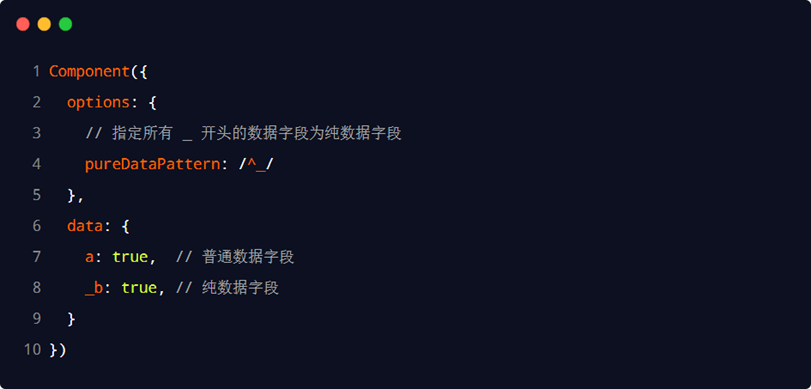 1 Component({
2   options: {
3     // 指定所有 _ 开头的数据字段为纯数据字段
4     pureDataPattern: /^_/
5   },
6   data: {
7     a: true,  // 普通数据字段
8     _b: true, // 纯数据字段
9   }
10 })